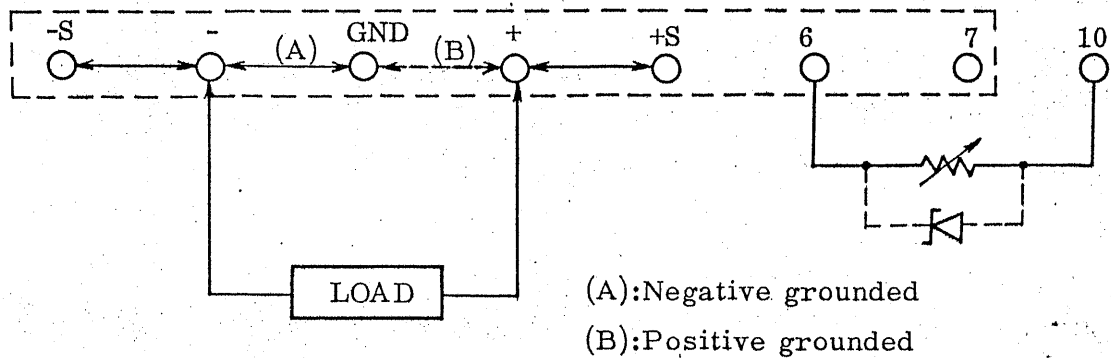 -S - (A) GND (B) + +S 6 7 10
LOAD
(A):Negative grounded
(B):Positive grounded